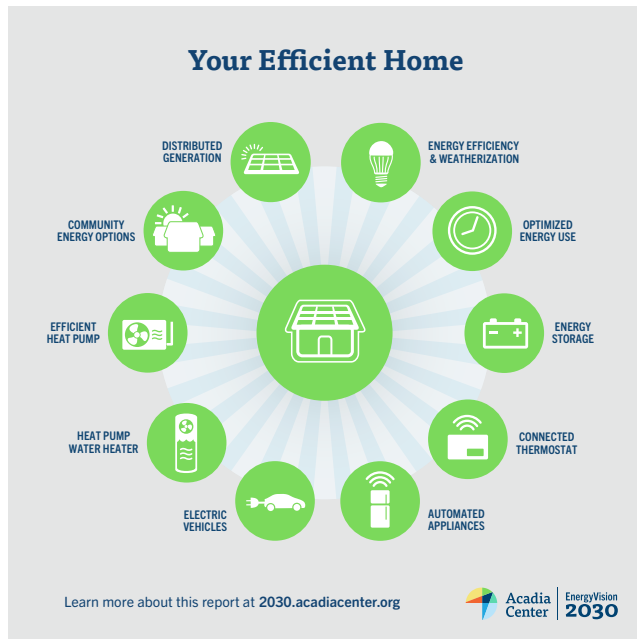 Your Efficient Home
DISTRIBUTED
GENERATION
ENERGY EFFICIENCY
& WEATHERIZATION
COMMUNITY
ENERGY OPTIONS
OPTIMIZED
ENERGY USE
EFFICIENT
HEAT PUMP
ENERGY
STORAGE
HEAT PUMP
WATER HEATER
CONNECTED
THERMOSTAT
ELECTRIC
VEHICLES
AUTOMATED
APPLIANCES
Learn more about this report at 2030.acadiacenter.org
Acadia
Center
EnergyVision
2030